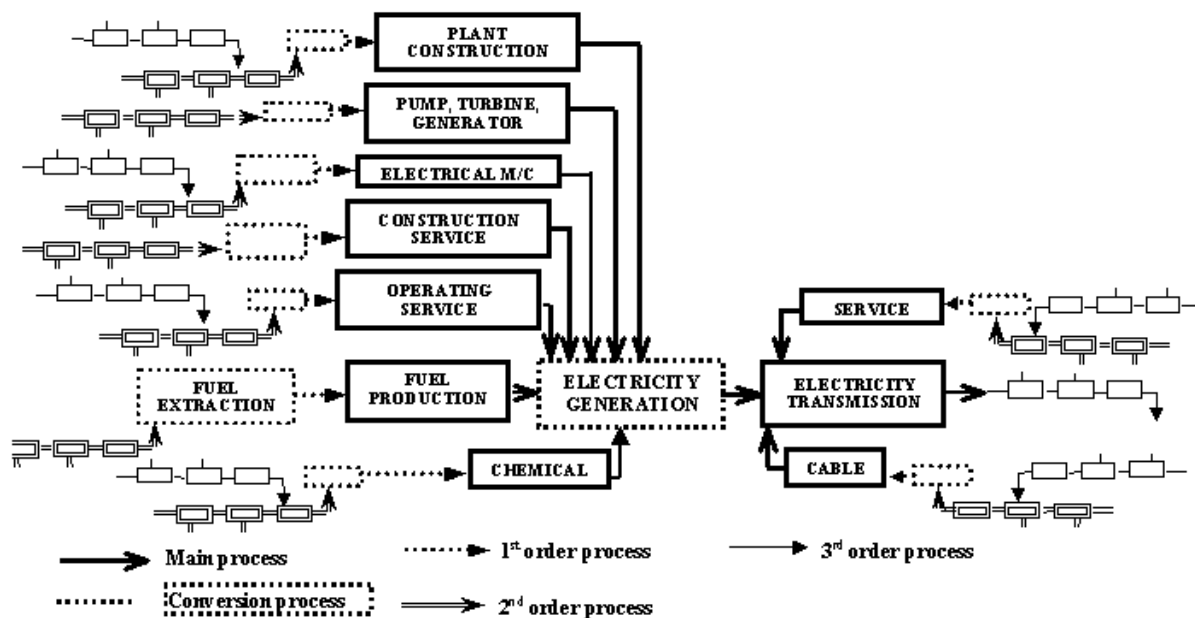 PLANT
CONSTRUCTION
PUMP, TURBINE,
GENERATOR
ELECTRICAL M/C
CONSTRUCTION
SERVICE
OPERATING
SERVICE
FUEL
EXTRACTION
FUEL
PRODUCTION
ELECTRICITY
GENERATION
CHEMICAL
SERVICE
ELECTRICITY
TRANSMISSION
CABLE
Main process
1st order process
3rd order process
Conversion process
2nd order process